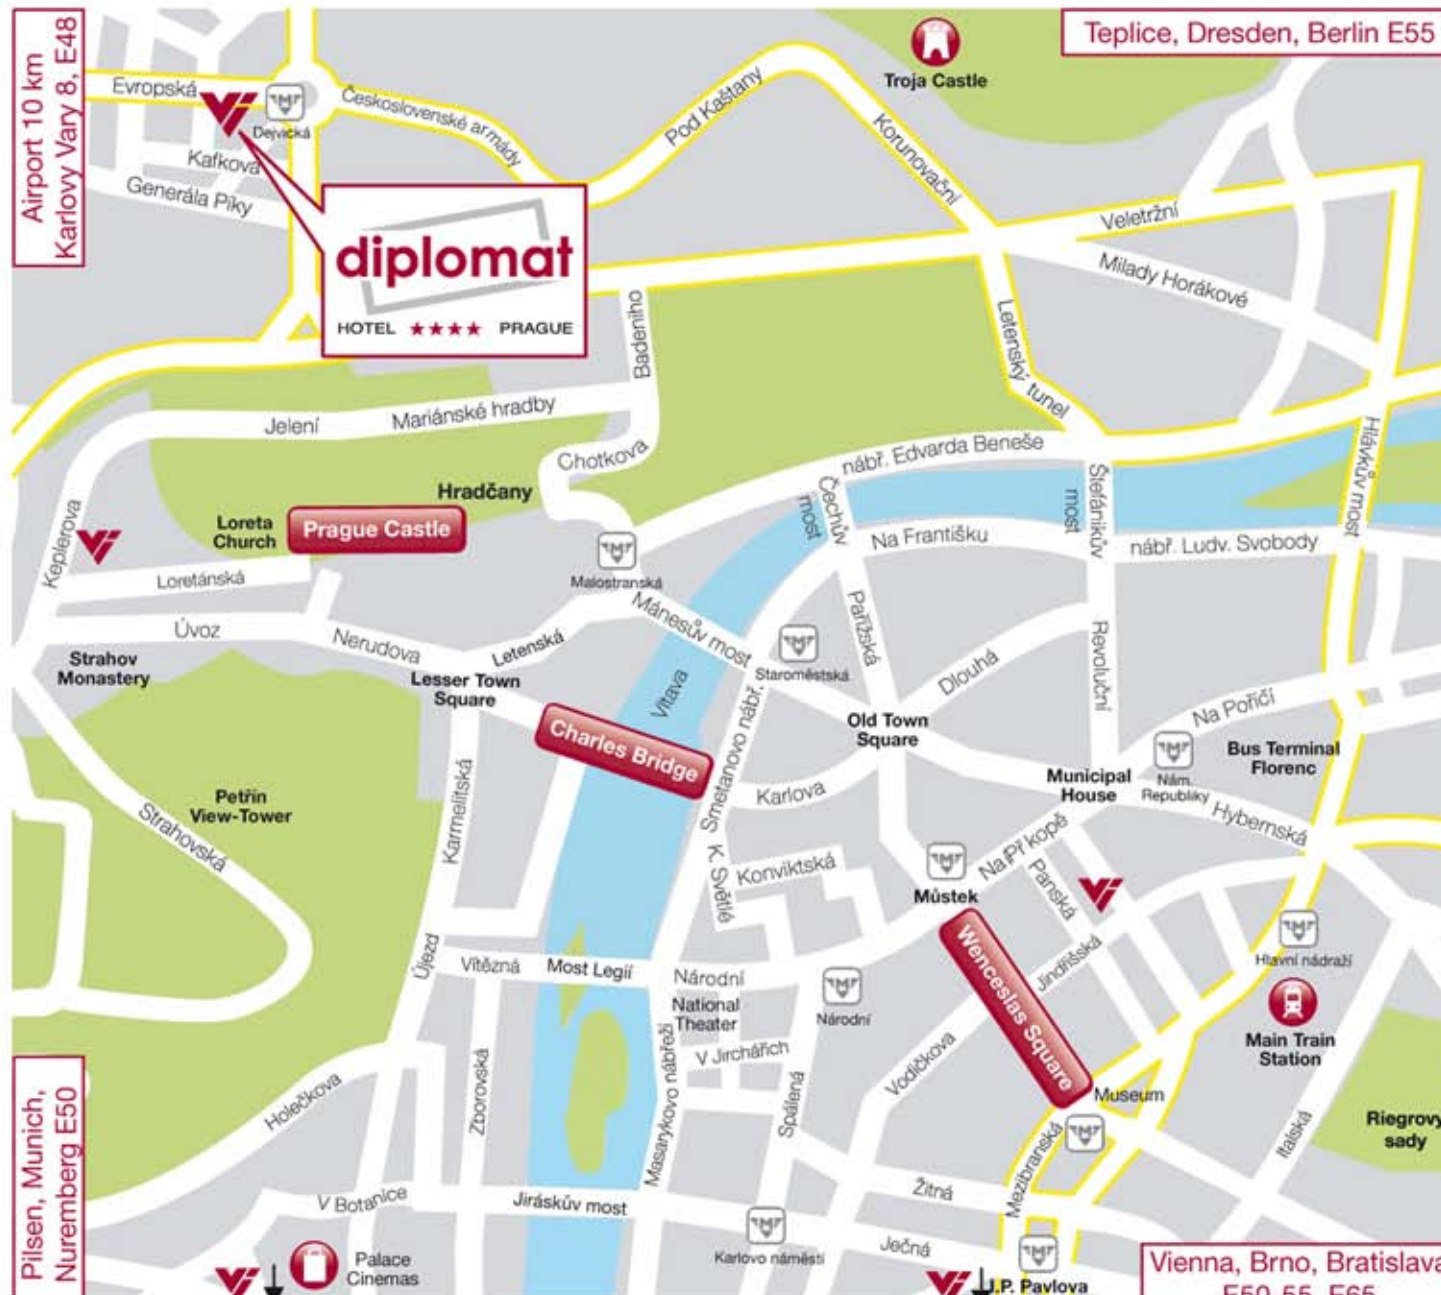 Airport 10 km
Karlovy Vary 8, E48
Teplice, Dresden, Berlin E55
Troja Castle
Evropská
Dejvická
Československé armády
Pod Kaštany
Korunovační
Kafkova
Generála Píky
diplomat
HOTEL ★★★★ PRAGUE
Veletržní
Milady Horákové
Badeniho
Letenský tunel
Jelení
Mariánské hradby
Chotkova
nábř. Edvarda Beneše
Hlávkův most
Hradčany
Čechův
most
Štefánikův
most
Keplerova
Loreta
Church
Prague Castle
Na Františku
nábř. Ludv. Svobody
Loretánská
Malostranská
Mánesův most
Pařížská
Úvoz
Nerudova
Letenská
Staroměstská
Dlouhá
Revoluční
Strahov
Monastery
Lesser Town
Square
Vltava
Smetanovo nábř.
Old Town
Square
Na Poříčí
Charles Bridge
Bus Terminal
Florenc
Municipal
House
Nám.
Republiky
Petřín
View-Tower
Strahovská
Karmelitská
Karlova
Hybernská
K. Světlé
Konviktská
Na Př kopě
Panská
Můstek
Wenceslas Square
Jindřišská
Hlavní nádraží
Újezd
Vítězná
Most Legií
Národní
National
Theater
Národní
Main Train
Station
V Jirchářích
Vodičkova
Pilsen, Munich,
Nuremberg E50
Holečkova
Zborovská
Masarykovo nábřeží
Spálená
Museum
Mezibranská
Italská
Riegrovy
sady
V Botanice
Jiráskův most
Žitná
Karlovo náměstí
Ječná
Palace
Cinemas
I.P. Pavlova
Vienna, Brno, Bratislava
E50, 55, E65